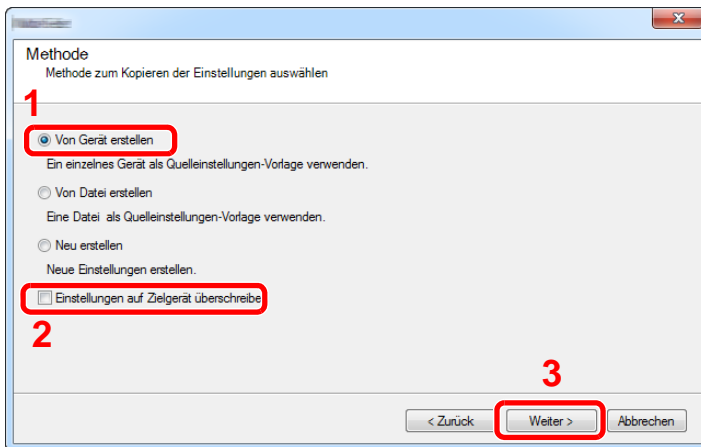 Methode
Methode zum Kopieren der Einstellungen auswählen
1
Von Gerät erstellen
Ein einzelnes Gerät als Quelleinstellungen-Vorlage verwenden.
Von Datei erstellen
Eine Datei als Quelleinstellungen-Vorlage verwenden.
Neu erstellen
Neue Einstellungen erstellen.
Einstellungen auf Zielgerät überschreibe
2
3
< Zurück
Weiter >
Abbrechen